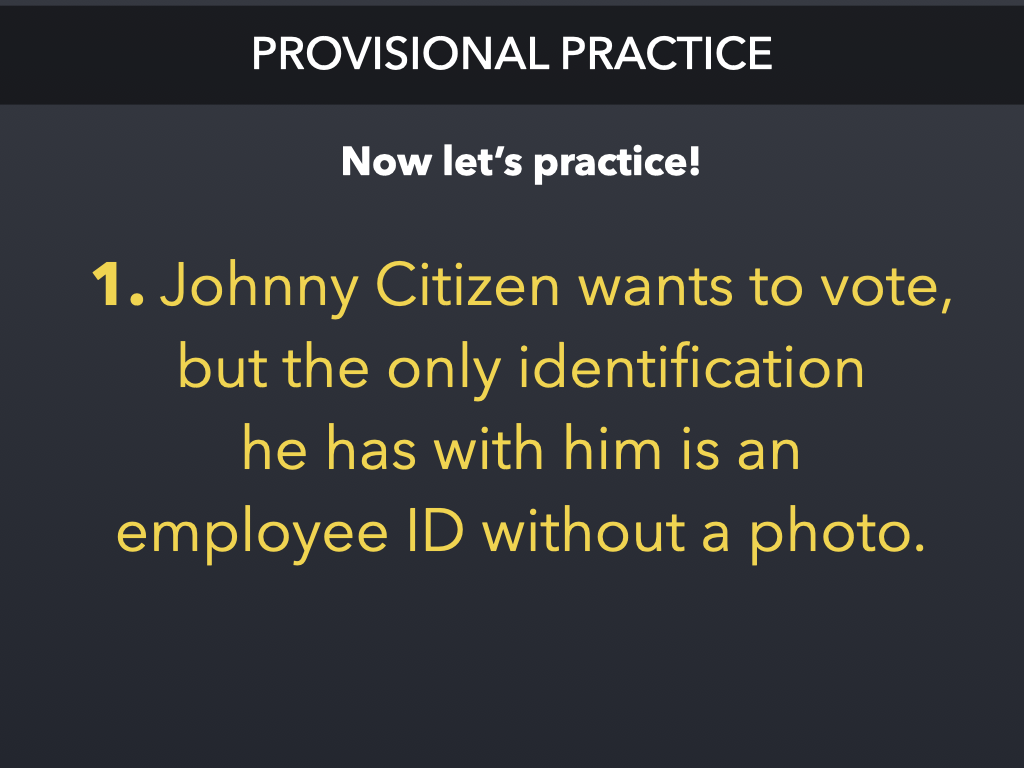 PROVISIONAL PRACTICE
Now let’s practice!
1. Johnny Citizen wants to vote,
but the only identification
he has with him is an
employee ID without a photo.